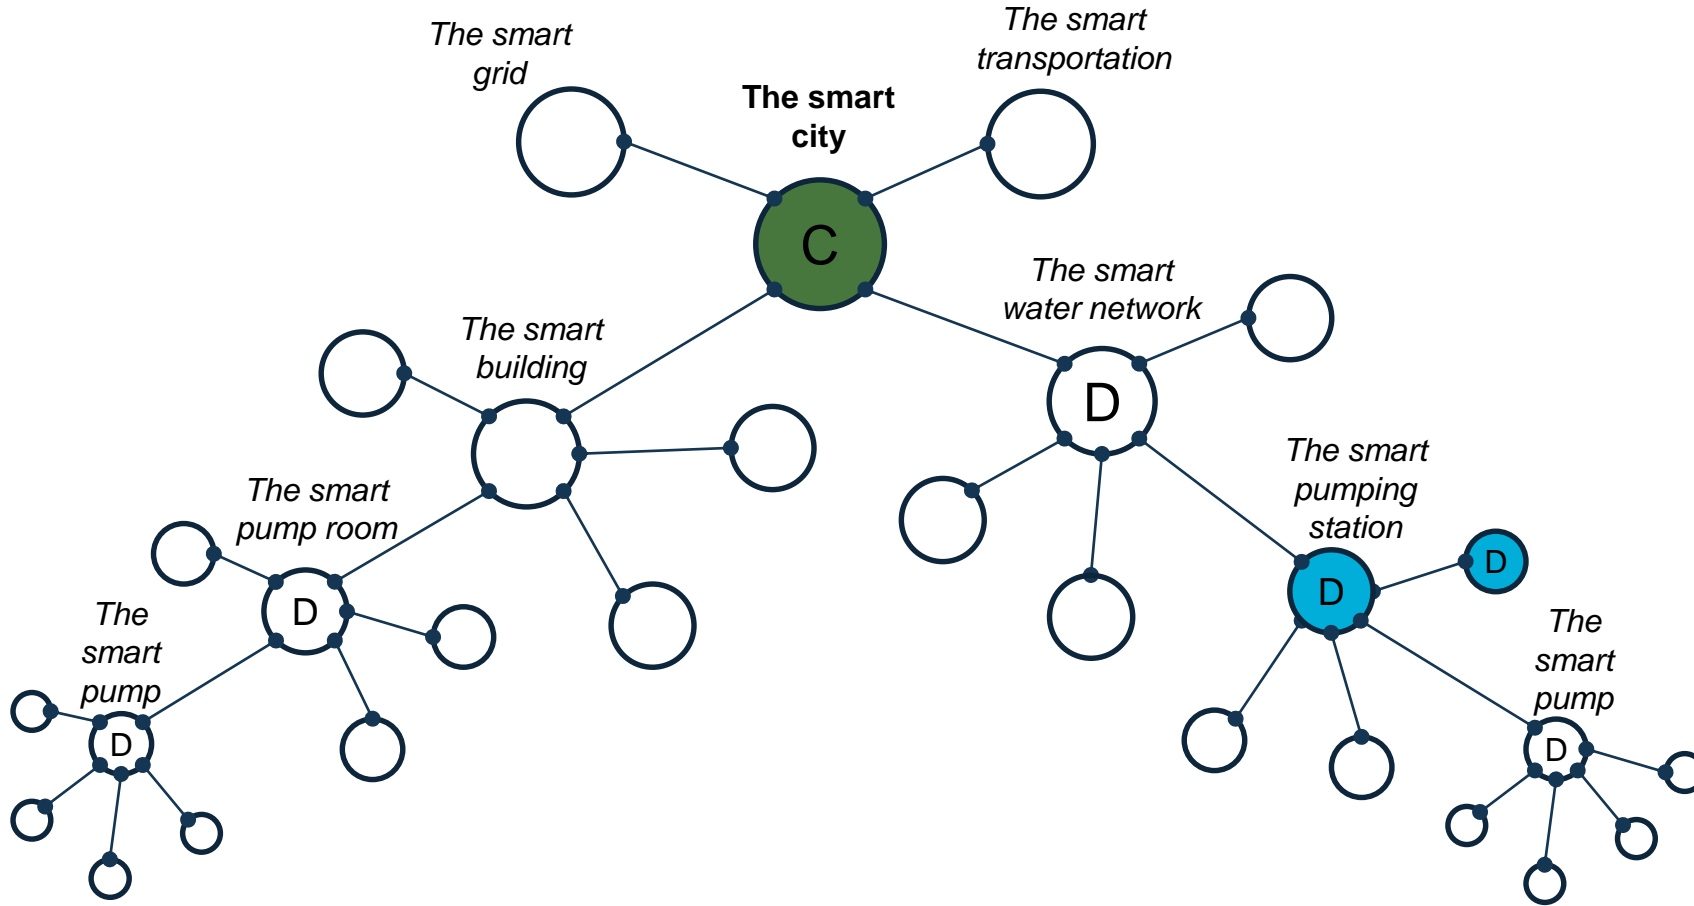 The smart
grid
The smart
transportation
The smart
city
C
The smart
water network
D
The smart
building
The smart
pumping
station
D
D
The smart
pump room
D
The
smart
pump
D
The
smart
pump
D